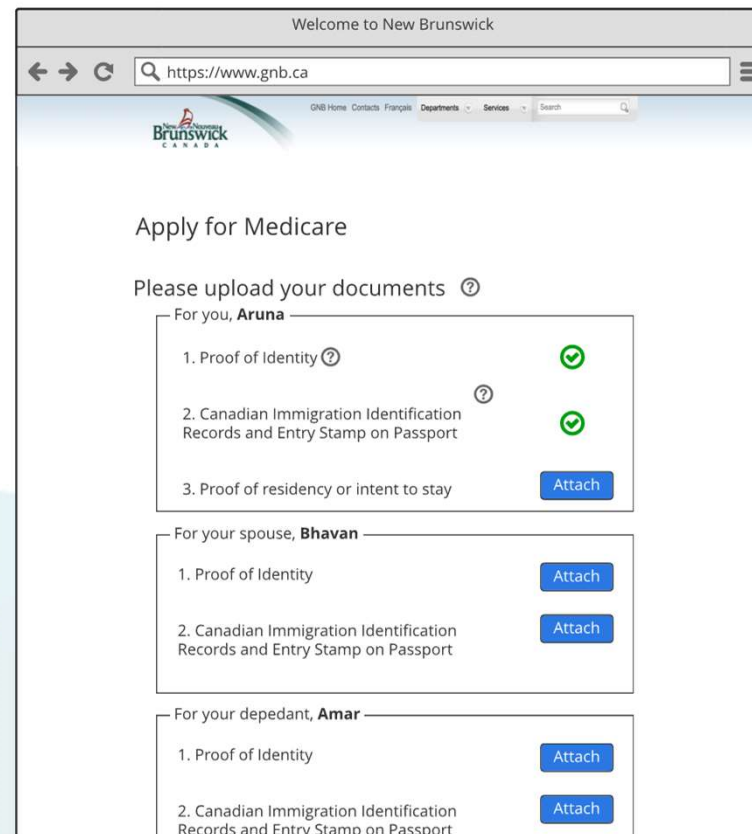 Welcome to New Brunswick
https://www.gnb.ca
GNB Home Contacts Français Departments Services Search
New Nouveau
Brunswick
CANADA
Apply for Medicare
Please upload your documents ?
For you, Aruna
1. Proof of Identity ?
?
2. Canadian Immigration Identification
Records and Entry Stamp on Passport
3. Proof of residency or intent to stay Attach
For your spouse, Bhavan
1. Proof of Identity Attach
2. Canadian Immigration Identification Attach
Records and Entry Stamp on Passport
For your depedant, Amar
1. Proof of Identity Attach
2. Canadian Immigration Identification Attach
Records and Entry Stamp on Passport